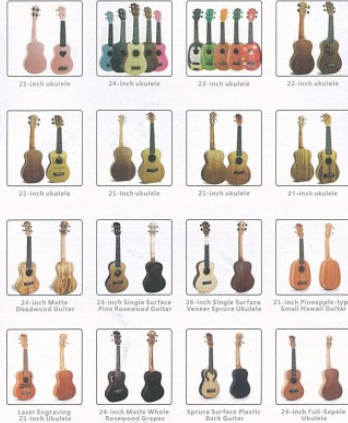 21-inch ukulele
24-inch ukulele
23-inch ukulele
22-inch ukulele
21-inch ukulele
21-inch ukulele
21-inch ukulele
21-inch ukulele
24-inch Matte
Deadwood Guitar
24-inch Single Surface
Pine Rosewood Guitar
26-inch Single Surface
Veneer Spruce Ukulele
21-inch Pineapple-typ
Small Hawaii Guitar
Laser Engraving
21-inch Ukulele
24-inch Matte Whole
Rosewood Grapes
Spruce Surface Plastic
Back Guitar
24-inch Full-Sapele
Ukulele